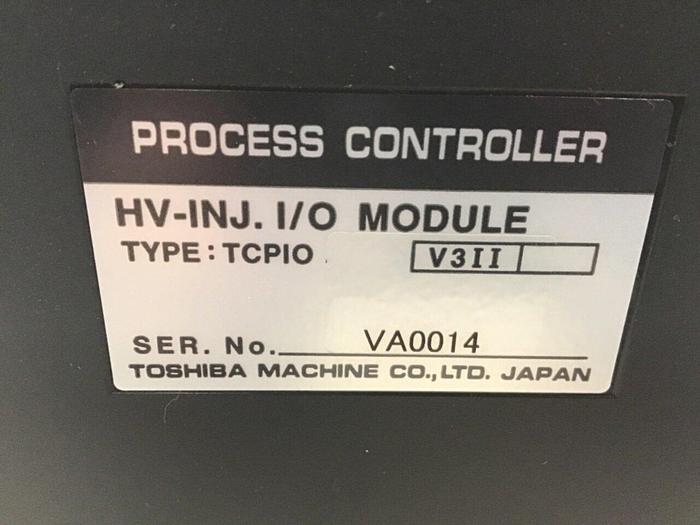 PROCESS CONTROLLER
HV-INJ. I/O MODULE
TYPE: TCPIO V3II
SER. No. VA0014
TOSHIBA MACHINE CO.,LTD. JAPAN